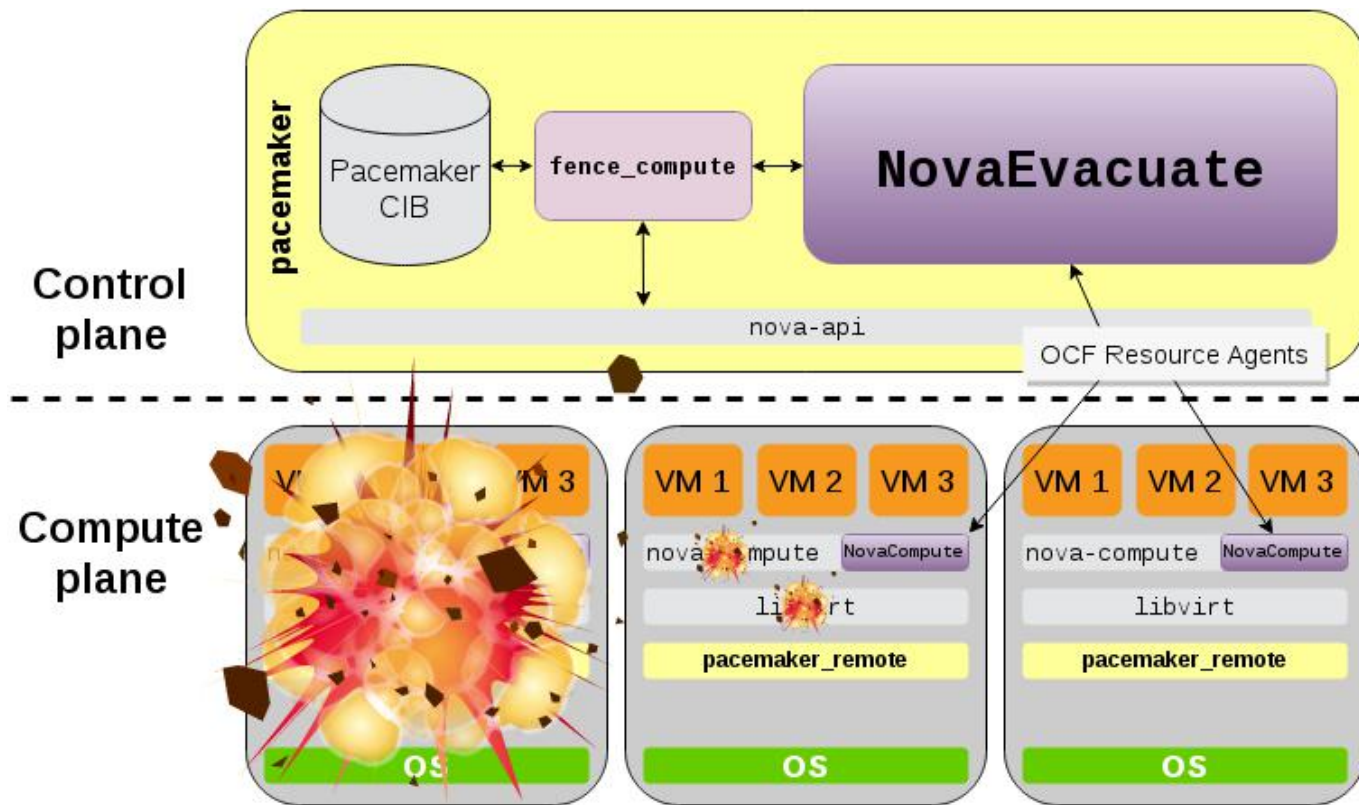 pacemaker
Pacemaker
CIB
fence_compute
NovaEvacuate
Control
plane
nova-api
OCF Resource Agents
Compute
plane
VM 3
VM 1 VM 2 VM 3
VM 1 VM 2 VM 3
NovaCompute
nova-compute NovaCompute
libvirt
pacemaker_remote
pacemaker_remote
OS
OS
OS